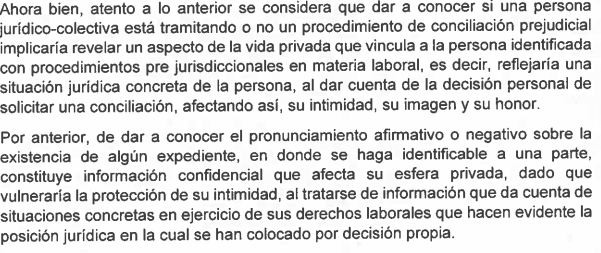 Ahora bien, atento a lo anterior se considera que dar a conocer si una persona
jurídico-colectiva está tramitando o no un procedimiento de conciliación prejudicial
implicaría revelar un aspecto de la vida privada que vincula a la persona identificada
con procedimientos pre jurisdiccionales en materia laboral, es decir, reflejaría una
situación jurídica concreta de la persona, al dar cuenta de la decisión personal de
solicitar una conciliación, afectando así, su intimidad, su imagen y su honor.
Por anterior, de dar a conocer el pronunciamiento afirmativo o negativo sobre la
existencia de algún expediente, en donde se haga identificable a una parte,
constituye información confidencial que afecta su esfera privada, dado que
vulneraría la protección de su intimidad, al tratarse de información que da cuenta de
situaciones concretas en ejercicio de sus derechos laborales que hacen evidente la
posición jurídica en la cual se han colocado por decisión propia.